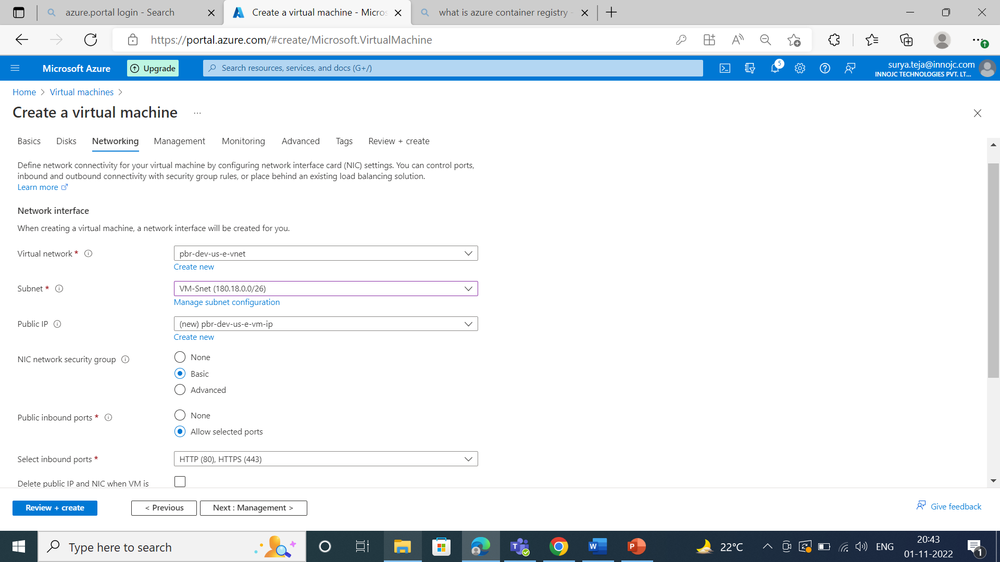 azure.portal login - Search
Create a virtual machine - Micros
what is azure container registry -
https://portal.azure.com/#create/Microsoft.VirtualMachine
Microsoft Azure
Upgrade
Search resources, services, and docs (G+/)
5
surya.teja@innojc.com
INNOJC TECHNOLOGIES PVT. LT...
Home > Virtual machines >
Create a virtual machine ...
Basics Disks Networking Management Monitoring Advanced Tags Review + create
Define network connectivity for your virtual machine by configuring network interface card (NIC) settings. You can control ports,
inbound and outbound connectivity with security group rules, or place behind an existing load balancing solution.
Learn more
Network interface
When creating a virtual machine, a network interface will be created for you.
Virtual network *
pbr-dev-us-e-vnet
Create new
Subnet *
VM-Snet (180.18.0.0/26)
Manage subnet configuration
Public IP
(new) pbr-dev-us-e-vm-ip
Create new
NIC network security group
None
Basic
Advanced
Public inbound ports *
None
Allow selected ports
Select inbound ports *
HTTP (80), HTTPS (443)
Delete public IP and NIC when VM is
Review + create
< Previous
Next : Management >
Give feedback
Type here to search
22°C
ENG
20:43
01-11-2022
1